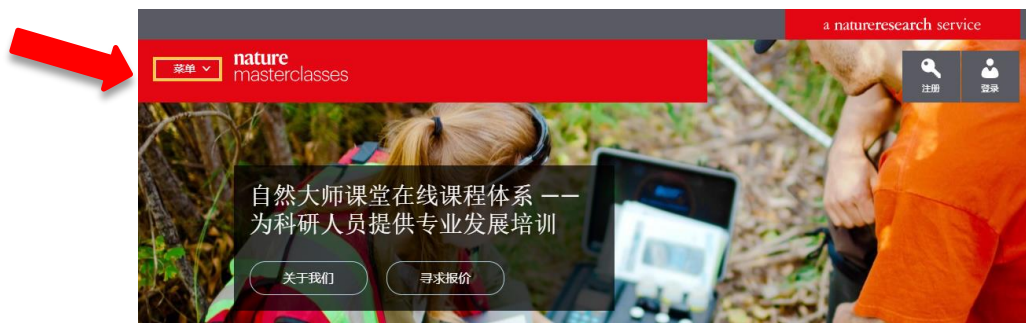 a natureresearch service
菜单
nature
masterclasses
注册
登录
自然大师课堂在线课程体系 ——
为科研人员提供专业发展培训
关于我们
寻求报价